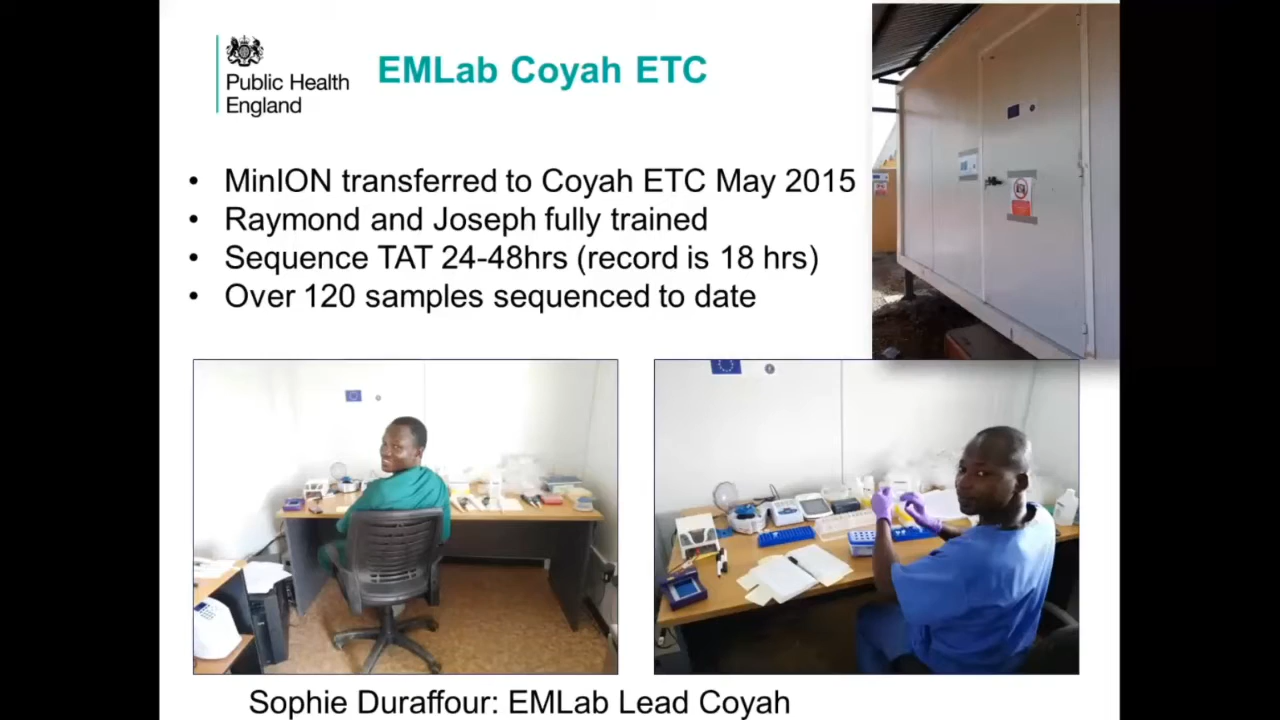 Public Health
England
EMLab Coyah ETC
• MinION transferred to Coyah ETC May 2015
• Raymond and Joseph fully trained
• Sequence TAT 24-48hrs (record is 18 hrs)
• Over 120 samples sequenced to date
Sophie Duraffour: EMLab Lead Coyah